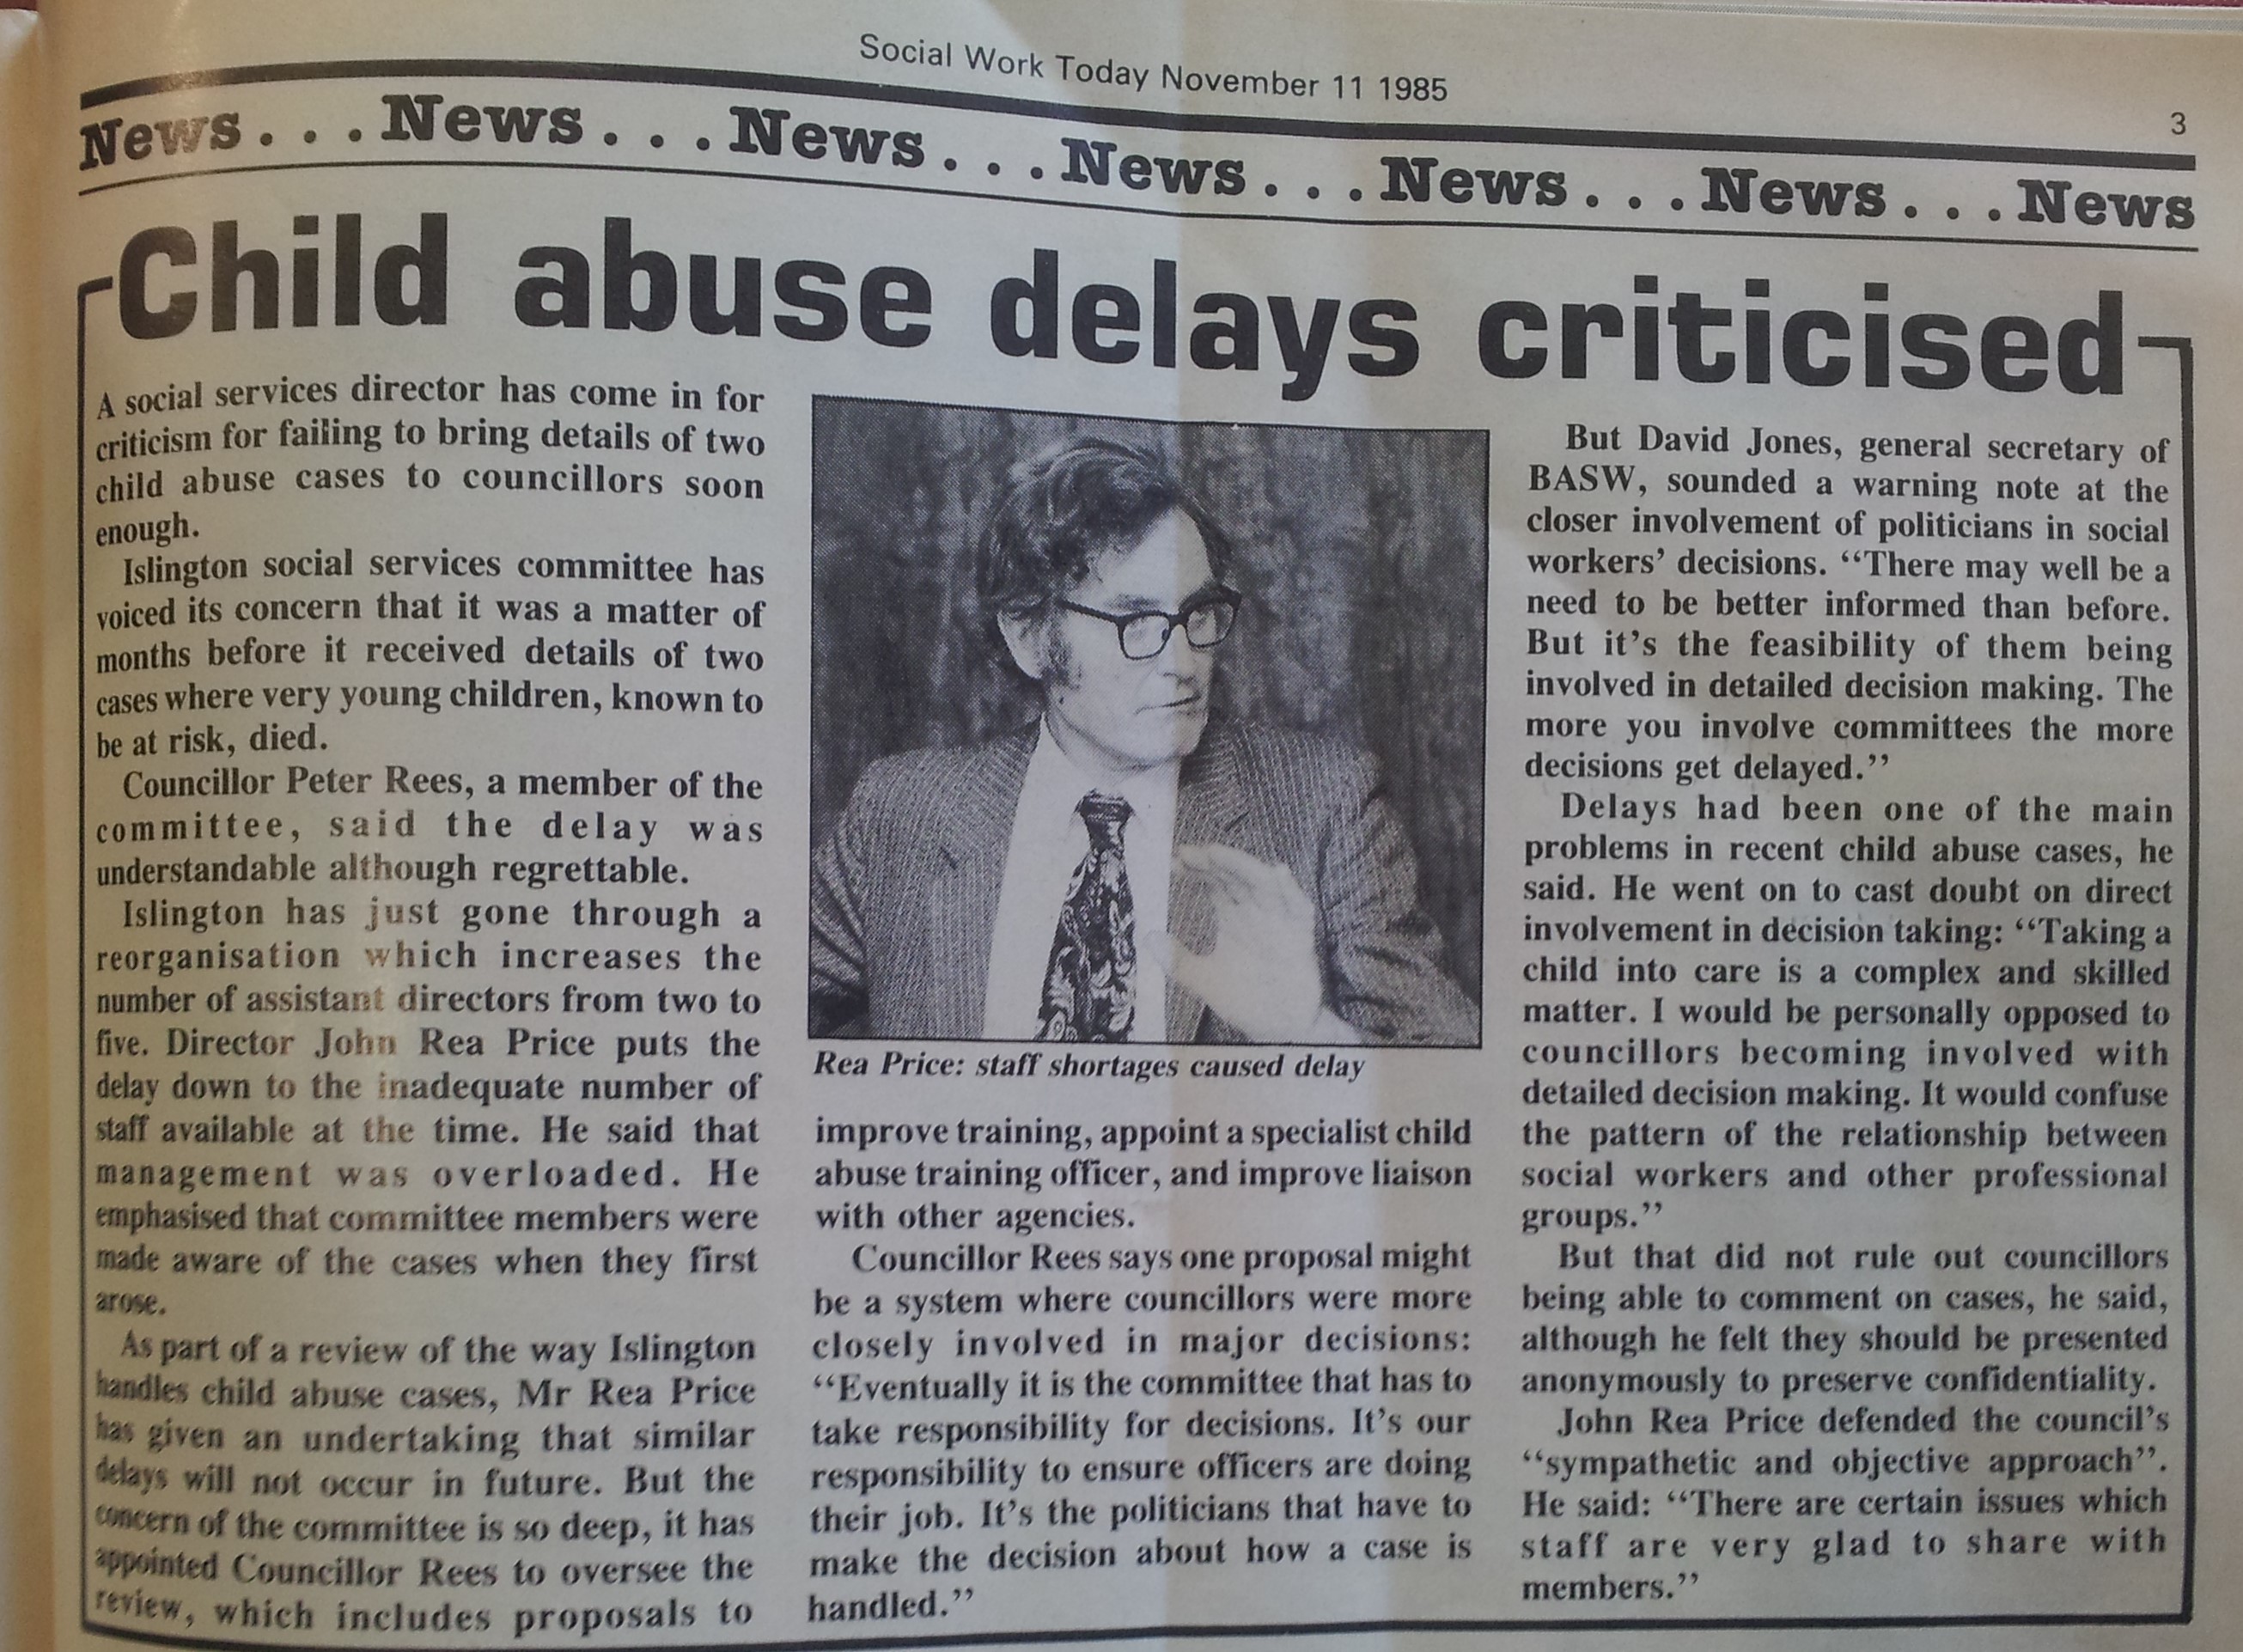 Social Work Today November 11 1985
3
News . . . News . . . News . . . News . . . News . . . News . . . News
Child abuse delays criticised
A social services director has come in for
criticism for failing to bring details of two
child abuse cases to councillors soon
enough.
Islington social services committee has
voiced its concern that it was a matter of
months before it received details of two
cases where very young children, known to
be at risk, died.
Councillor Peter Rees, a member of the
committee, said the delay was
understandable although regrettable.
Islington has just gone through a
reorganisation which increases the
number of assistant directors from two to
five. Director John Rea Price puts the
delay down to the inadequate number of
staff available at the time. He said that
management was overloaded. He
emphasised that committee members were
made aware of the cases when they first
arose.
As part of a review of the way Islington
handles child abuse cases, Mr Rea Price
has given an undertaking that similar
delays will not occur in future. But the
concern of the committee is so deep, it has
appointed Councillor Rees to oversee the
review, which includes proposals to
Rea Price: staff shortages caused delay
improve training, appoint a specialist child
abuse training officer, and improve liaison
with other agencies.
Councillor Rees says one proposal might
be a system where councillors were more
closely involved in major decisions:
‘‘Eventually it is the committee that has to
take responsibility for decisions. It’s our
responsibility to ensure officers are doing
their job. It’s the politicians that have to
make the decision about how a case is
handled.’’
But David Jones, general secretary of
BASW, sounded a warning note at the
closer involvement of politicians in social
workers’ decisions. ‘‘There may well be a
need to be better informed than before.
But it’s the feasibility of them being
involved in detailed decision making. The
more you involve committees the more
decisions get delayed.’’
Delays had been one of the main
problems in recent child abuse cases, he
said. He went on to cast doubt on direct
involvement in decision taking: ‘‘Taking a
child into care is a complex and skilled
matter. I would be personally opposed to
councillors becoming involved with
detailed decision making. It would confuse
the pattern of the relationship between
social workers and other professional
groups.’’
But that did not rule out councillors
being able to comment on cases, he said,
although he felt they should be presented
anonymously to preserve confidentiality.
John Rea Price defended the council’s
‘‘sympathetic and objective approach’’.
He said: ‘‘There are certain issues which
staff are very glad to share with
members.’’